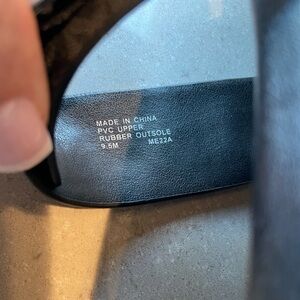 MADE IN CHINA
PVC UPPER
RUBBER OUTSOLE
9.5M ME22A